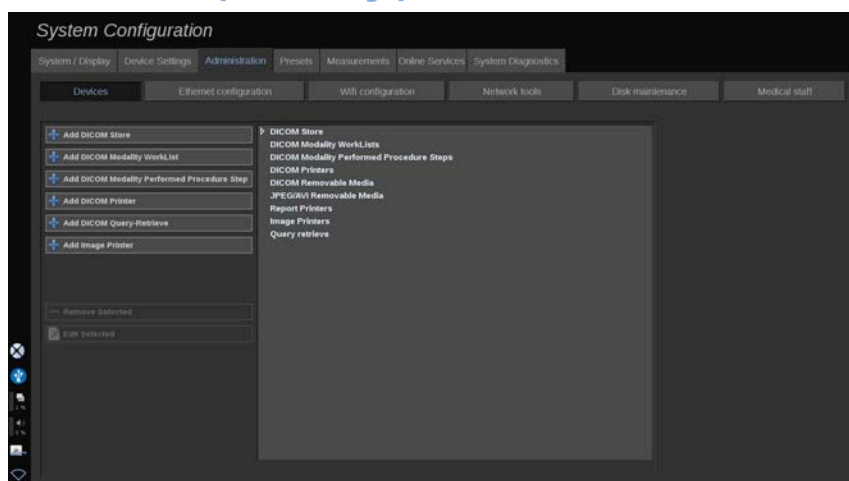 System Configuration
System / Display Device Settings Administration Presets Measurements Online Services System Diagnostics
Devices Ethernet configuration Wifi configuration Network tools Disk maintenance Medical staff
Add DICOM Store
Add DICOM Modality WorkList
Add DICOM Modality Performed Procedure Step
Add DICOM Printer
Add DICOM Query-Retrieve
Add Image Printer
Remove Selected
Edit Selected
DICOM Store
DICOM Modality WorkLists
DICOM Modality Performed Procedure Steps
DICOM Printers
DICOM Removable Media
JPEG/AVI Removable Media
Report Printers
Image Printers
Query retrieve